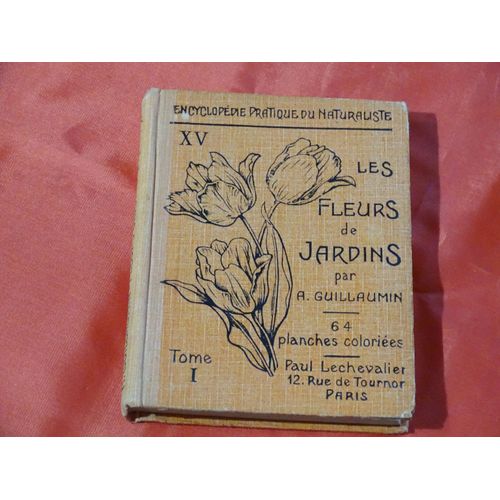 ENCYCLOPÉDIE PRATIQUE DU NATURALISTE
XV
LES
FLEURS
de
JARDINS
par
A. GUILLAUMIN
64
planches coloriées
Tome
I
Paul Lechevalier
12. Rue de Tournon
PARIS